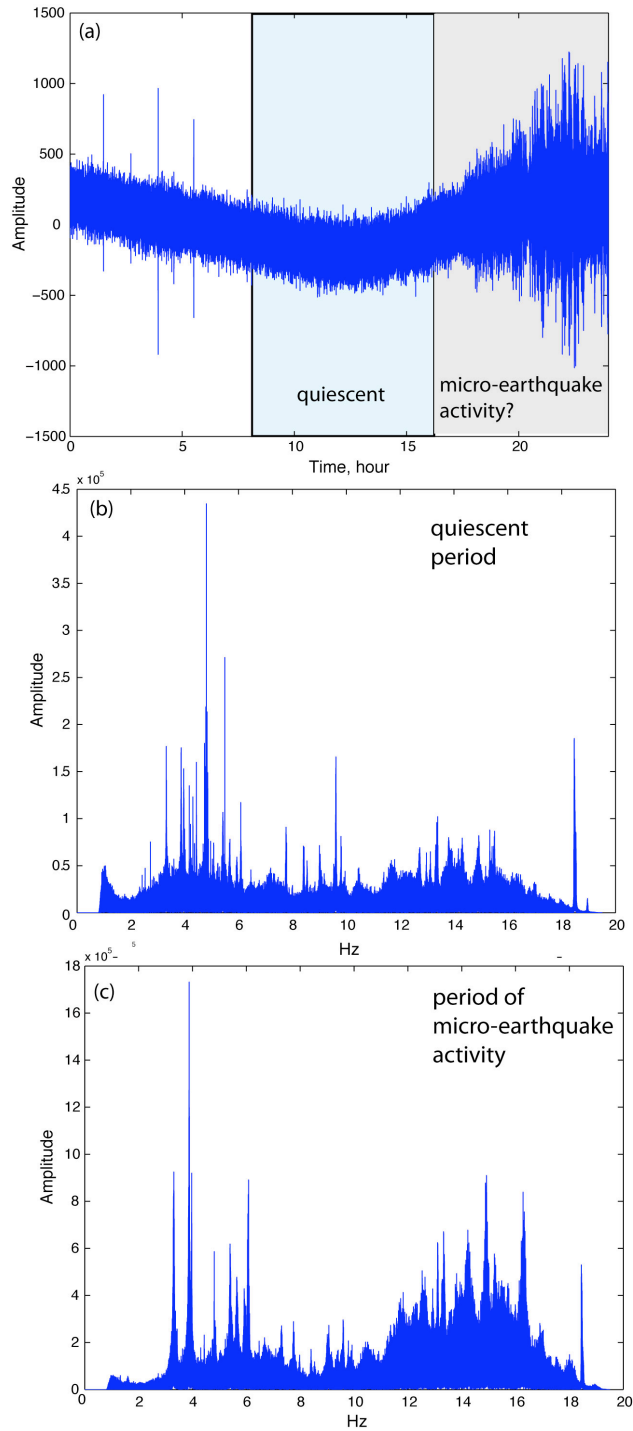 (a)
1500
1000
500
0
−500
−1000
−1500
Amplitude
quiescent
micro-earthquake
activity?
0 5 10 15 20
Time, hour
x 10⁵
(b)
quiescent
period
4.5
4
3.5
3
2.5
2
1.5
1
0.5
0
Amplitude
0 2 4 6 8 10 12 14 16 18 20
Hz
x 10⁵
5
(c)
period of
micro-earthquake
activity
18
16
14
12
10
8
6
4
2
0
Amplitude
0 2 4 6 8 10 12 14 16 18 20
Hz